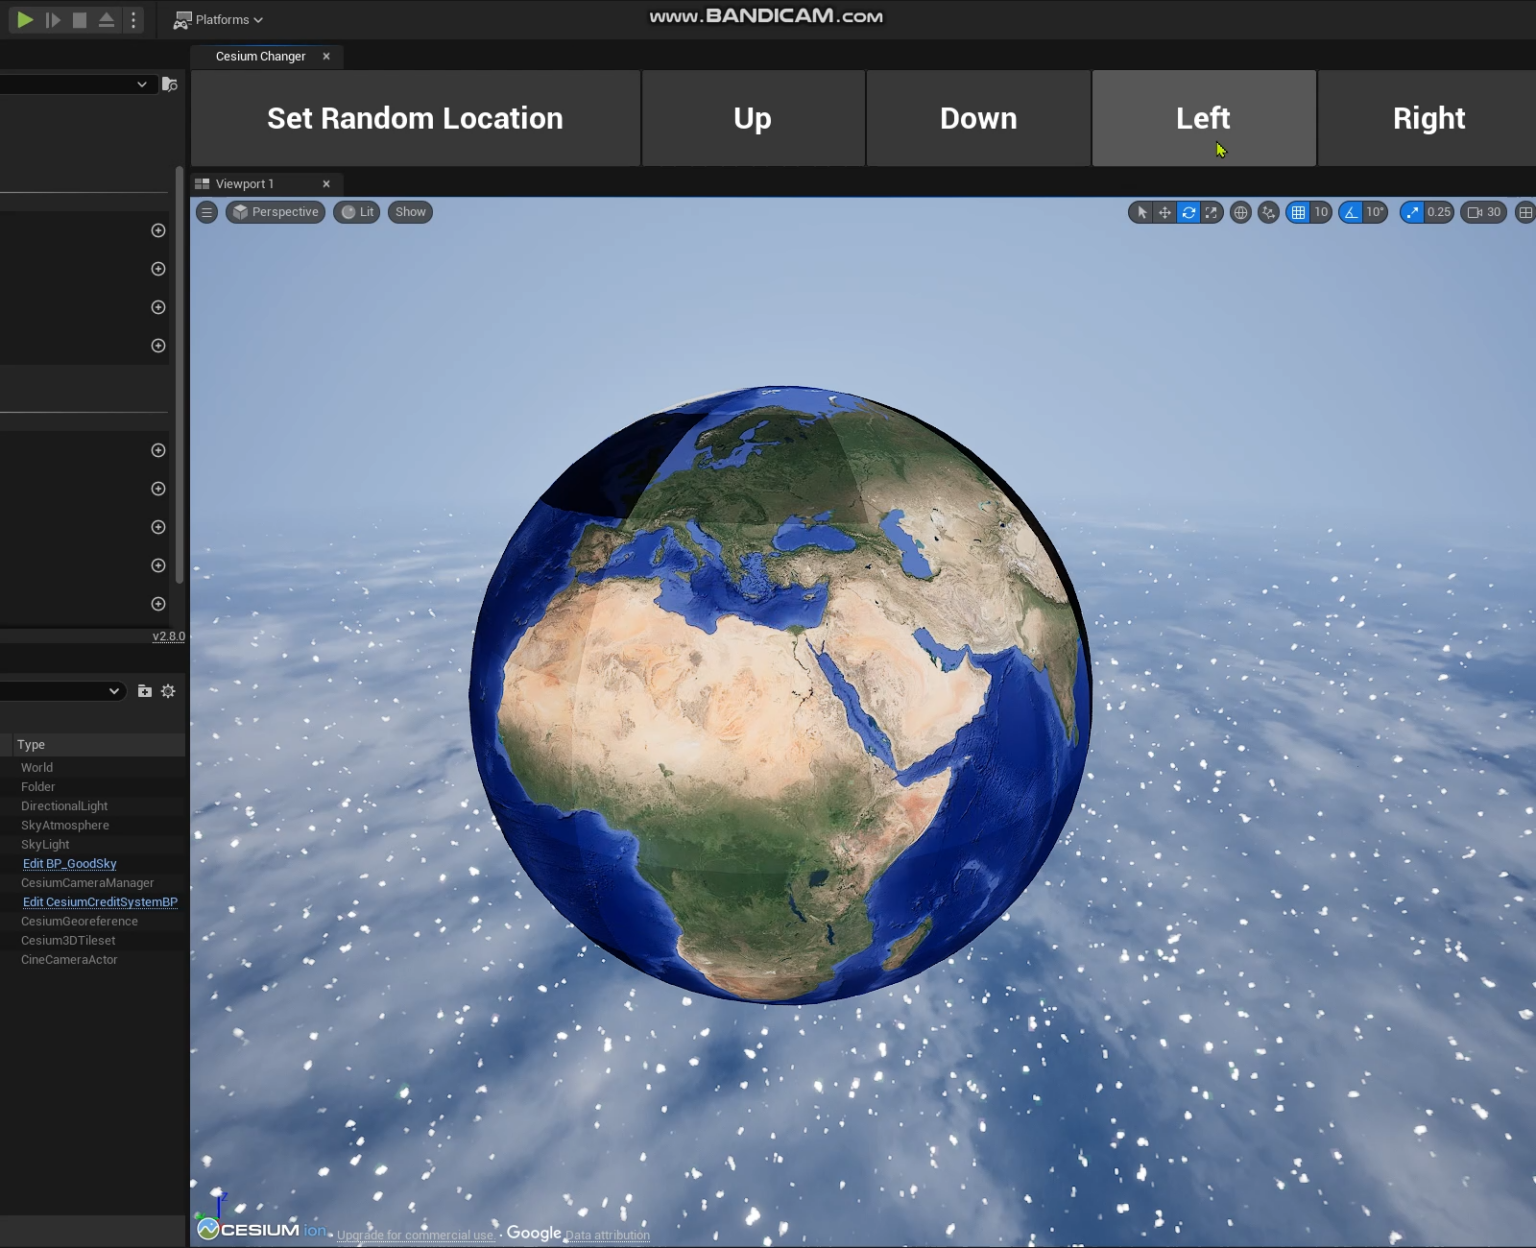 Platforms
www.BANDICAM.com
Cesium Changer
Set Random Location
Up
Down
Left
Right
Viewport 1
Perspective
Lit
Show
10
10°
0.25
30
v2.8.0
Type
World
Folder
DirectionalLight
SkyAtmosphere
SkyLight
Edit BP_GoodSky
CesiumCameraManager
Edit CesiumCreditSystemBP
CesiumGeoreference
Cesium3DTileset
CineCameraActor
Z
CESIUM ion. Upgrade for commercial use. · Google Data attribution